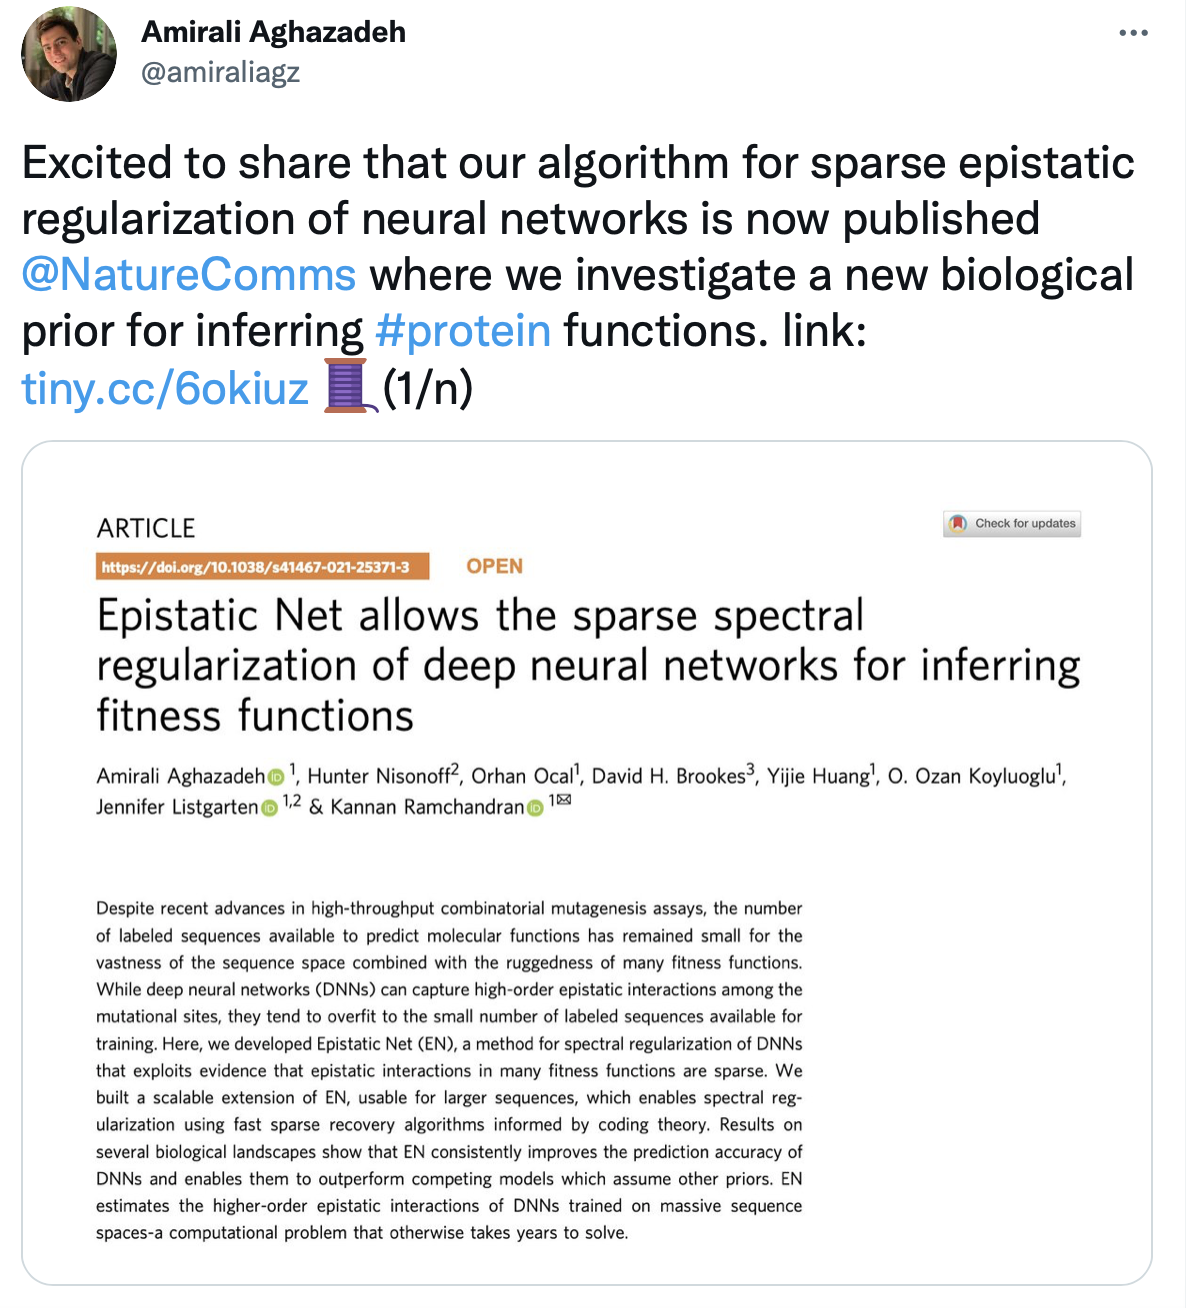 Amirali Aghazadeh
@amiraliagz
Excited to share that our algorithm for sparse epistatic
regularization of neural networks is now published
@NatureComms where we investigate a new biological
prior for inferring #protein functions. link:
tiny.cc/6okiuz 🧵(1/n)
ARTICLE
Check for updates
https://doi.org/10.1038/s41467-021-25371-3
OPEN
Epistatic Net allows the sparse spectral
regularization of deep neural networks for inferring
fitness functions
Amirali Aghazadeh iD 1, Hunter Nisonoff2, Orhan Ocal1, David H. Brookes3, Yijie Huang1, O. Ozan Koyluoglu1,
Jennifer Listgarten iD 1,2 & Kannan Ramchandran iD 1✉
Despite recent advances in high-throughput combinatorial mutagenesis assays, the number
of labeled sequences available to predict molecular functions has remained small for the
vastness of the sequence space combined with the ruggedness of many fitness functions.
While deep neural networks (DNNs) can capture high-order epistatic interactions among the
mutational sites, they tend to overfit to the small number of labeled sequences available for
training. Here, we developed Epistatic Net (EN), a method for spectral regularization of DNNs
that exploits evidence that epistatic interactions in many fitness functions are sparse. We
built a scalable extension of EN, usable for larger sequences, which enables spectral reg-
ularization using fast sparse recovery algorithms informed by coding theory. Results on
several biological landscapes show that EN consistently improves the prediction accuracy of
DNNs and enables them to outperform competing models which assume other priors. EN
estimates the higher-order epistatic interactions of DNNs trained on massive sequence
spaces-a computational problem that otherwise takes years to solve.